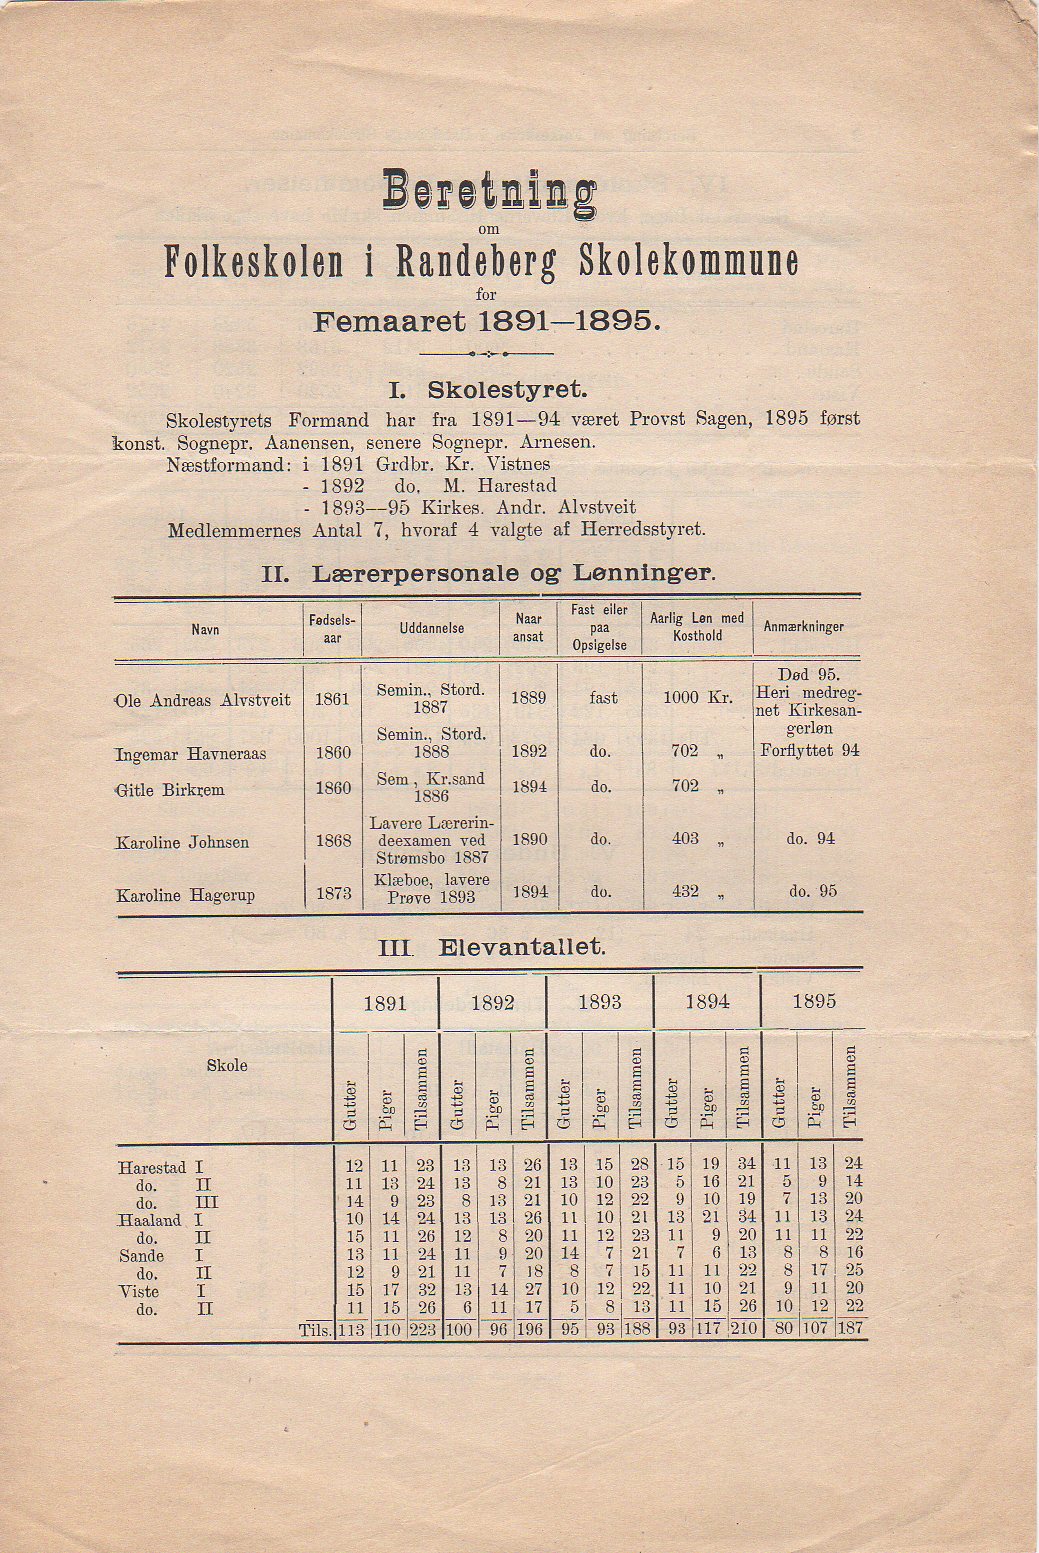 Beretning
om
Folkeskolen i Randeberg Skolekommune
for
Femaaret 1891—1895.
I. Skolestyret.
Skolestyrets Formand har fra 1891—94 været Provst Sagen, 1895 først
konst. Sognepr. Aanensen, senere Sognepr. Arnesen.
Næstformand: i 1891 Grdbr. Kr. Vistnes
- 1892 do. M. Harestad
- 1893—95 Kirkes. Andr. Alvstveit
Medlemmernes Antal 7, hvoraf 4 valgte af Herredsstyret.
II. Lærerpersonale og Lønninger.
Navn | Fødsels-aar | Uddannelse | Naar ansat | Fast eller paa Opsigelse | Aarlig Løn med Kosthold | Anmærkninger
Ole Andreas Alvstveit | 1861 | Semin., Stord. 1887 | 1889 | fast | 1000 Kr. | Død 95. Heri medreg-net Kirkesan-gerløn
Ingemar Havneraas | 1860 | Semin., Stord. 1888 | 1892 | do. | 702 „ | Forflyttet 94
Gitle Birkrem | 1860 | Sem, Kr.sand 1886 | 1894 | do. | 702 „
Karoline Johnsen | 1868 | Lavere Lærerin-deexamen ved Strømsbo 1887 | 1890 | do. | 403 „ | do. 94
Karoline Hagerup | 1873 | Klæboe, lavere Prøve 1893 | 1894 | do. | 432 „ | do. 95
III. Elevantallet.
Skole | 1891 | 1892 | 1893 | 1894 | 1895
Gutter | Piger | Tilsammen | Gutter | Piger | Tilsammen | Gutter | Piger | Tilsammen | Gutter | Piger | Tilsammen | Gutter | Piger | Tilsammen
Harestad I | 12 | 11 | 23 | 13 | 13 | 26 | 13 | 15 | 28 | 15 | 19 | 34 | 11 | 13 | 24
do. II | 11 | 13 | 24 | 13 | 8 | 21 | 13 | 10 | 23 | 5 | 16 | 21 | 5 | 9 | 14
do. III | 14 | 9 | 23 | 8 | 13 | 21 | 10 | 12 | 22 | 9 | 10 | 19 | 7 | 13 | 20
Haaland I | 10 | 14 | 24 | 13 | 13 | 26 | 11 | 10 | 21 | 13 | 21 | 34 | 11 | 13 | 24
do. II | 15 | 11 | 26 | 12 | 8 | 20 | 11 | 12 | 23 | 11 | 9 | 20 | 11 | 11 | 22
Sande I | 13 | 11 | 24 | 11 | 9 | 20 | 14 | 7 | 21 | 7 | 6 | 13 | 8 | 8 | 16
do. II | 12 | 9 | 21 | 11 | 7 | 18 | 8 | 7 | 15 | 11 | 11 | 22 | 8 | 17 | 25
Viste I | 15 | 17 | 32 | 13 | 14 | 27 | 10 | 12 | 22 | 11 | 10 | 21 | 9 | 11 | 20
do. II | 11 | 15 | 26 | 6 | 11 | 17 | 5 | 8 | 13 | 11 | 15 | 26 | 10 | 12 | 22
Tils. | 113 | 110 | 223 | 100 | 96 | 196 | 95 | 93 | 188 | 93 | 117 | 210 | 80 | 107 | 187